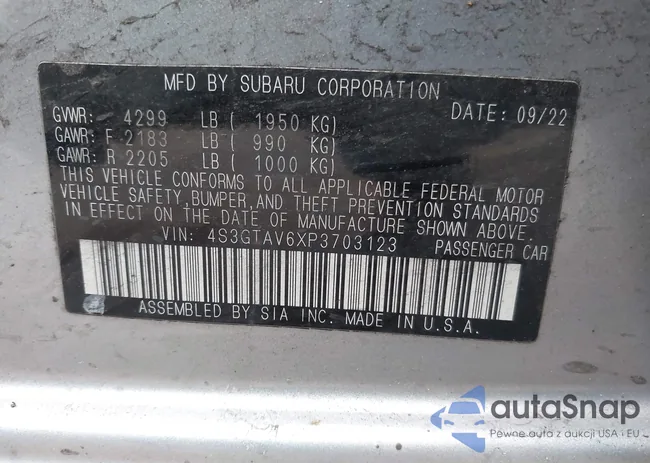 MFD BY SUBARU CORPORATION
GVWR: 4299 LB ( 1950 KG) DATE: 09/22
GAWR: F 2183 LB ( 990 KG)
GAWR: R 2205 LB ( 1000 KG)
THIS VEHICLE CONFORMS TO ALL APPLICABLE FEDERAL MOTOR
VEHICLE SAFETY, BUMPER, AND THEFT PREVENTION STANDARDS
IN EFFECT ON THE DATE OF MANUFACTURE SHOWN ABOVE.
VIN: 4S3GTAV6XP3703123 PASSENGER CAR
ASSEMBLED BY SIA INC. MADE IN U.S.A.
autaSnap
Pewne auta z aukcji USA i EU